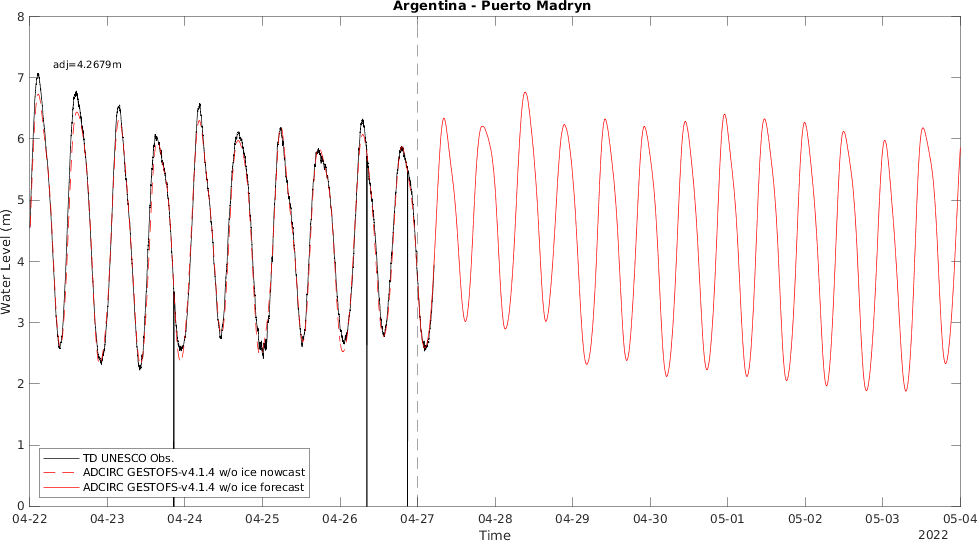 Argentina - Puerto Madryn
8
7
6
5
4
3
2
1
0
Water Level (m)
adj=4.2679m
TD UNESCO Obs.
ADCIRC GESTOFS-v4.1.4 w/o ice nowcast
ADCIRC GESTOFS-v4.1.4 w/o ice forecast
04-22 04-23 04-24 04-25 04-26 04-27 04-28 04-29 04-30 05-01 05-02 05-03 05-04
Time
2022